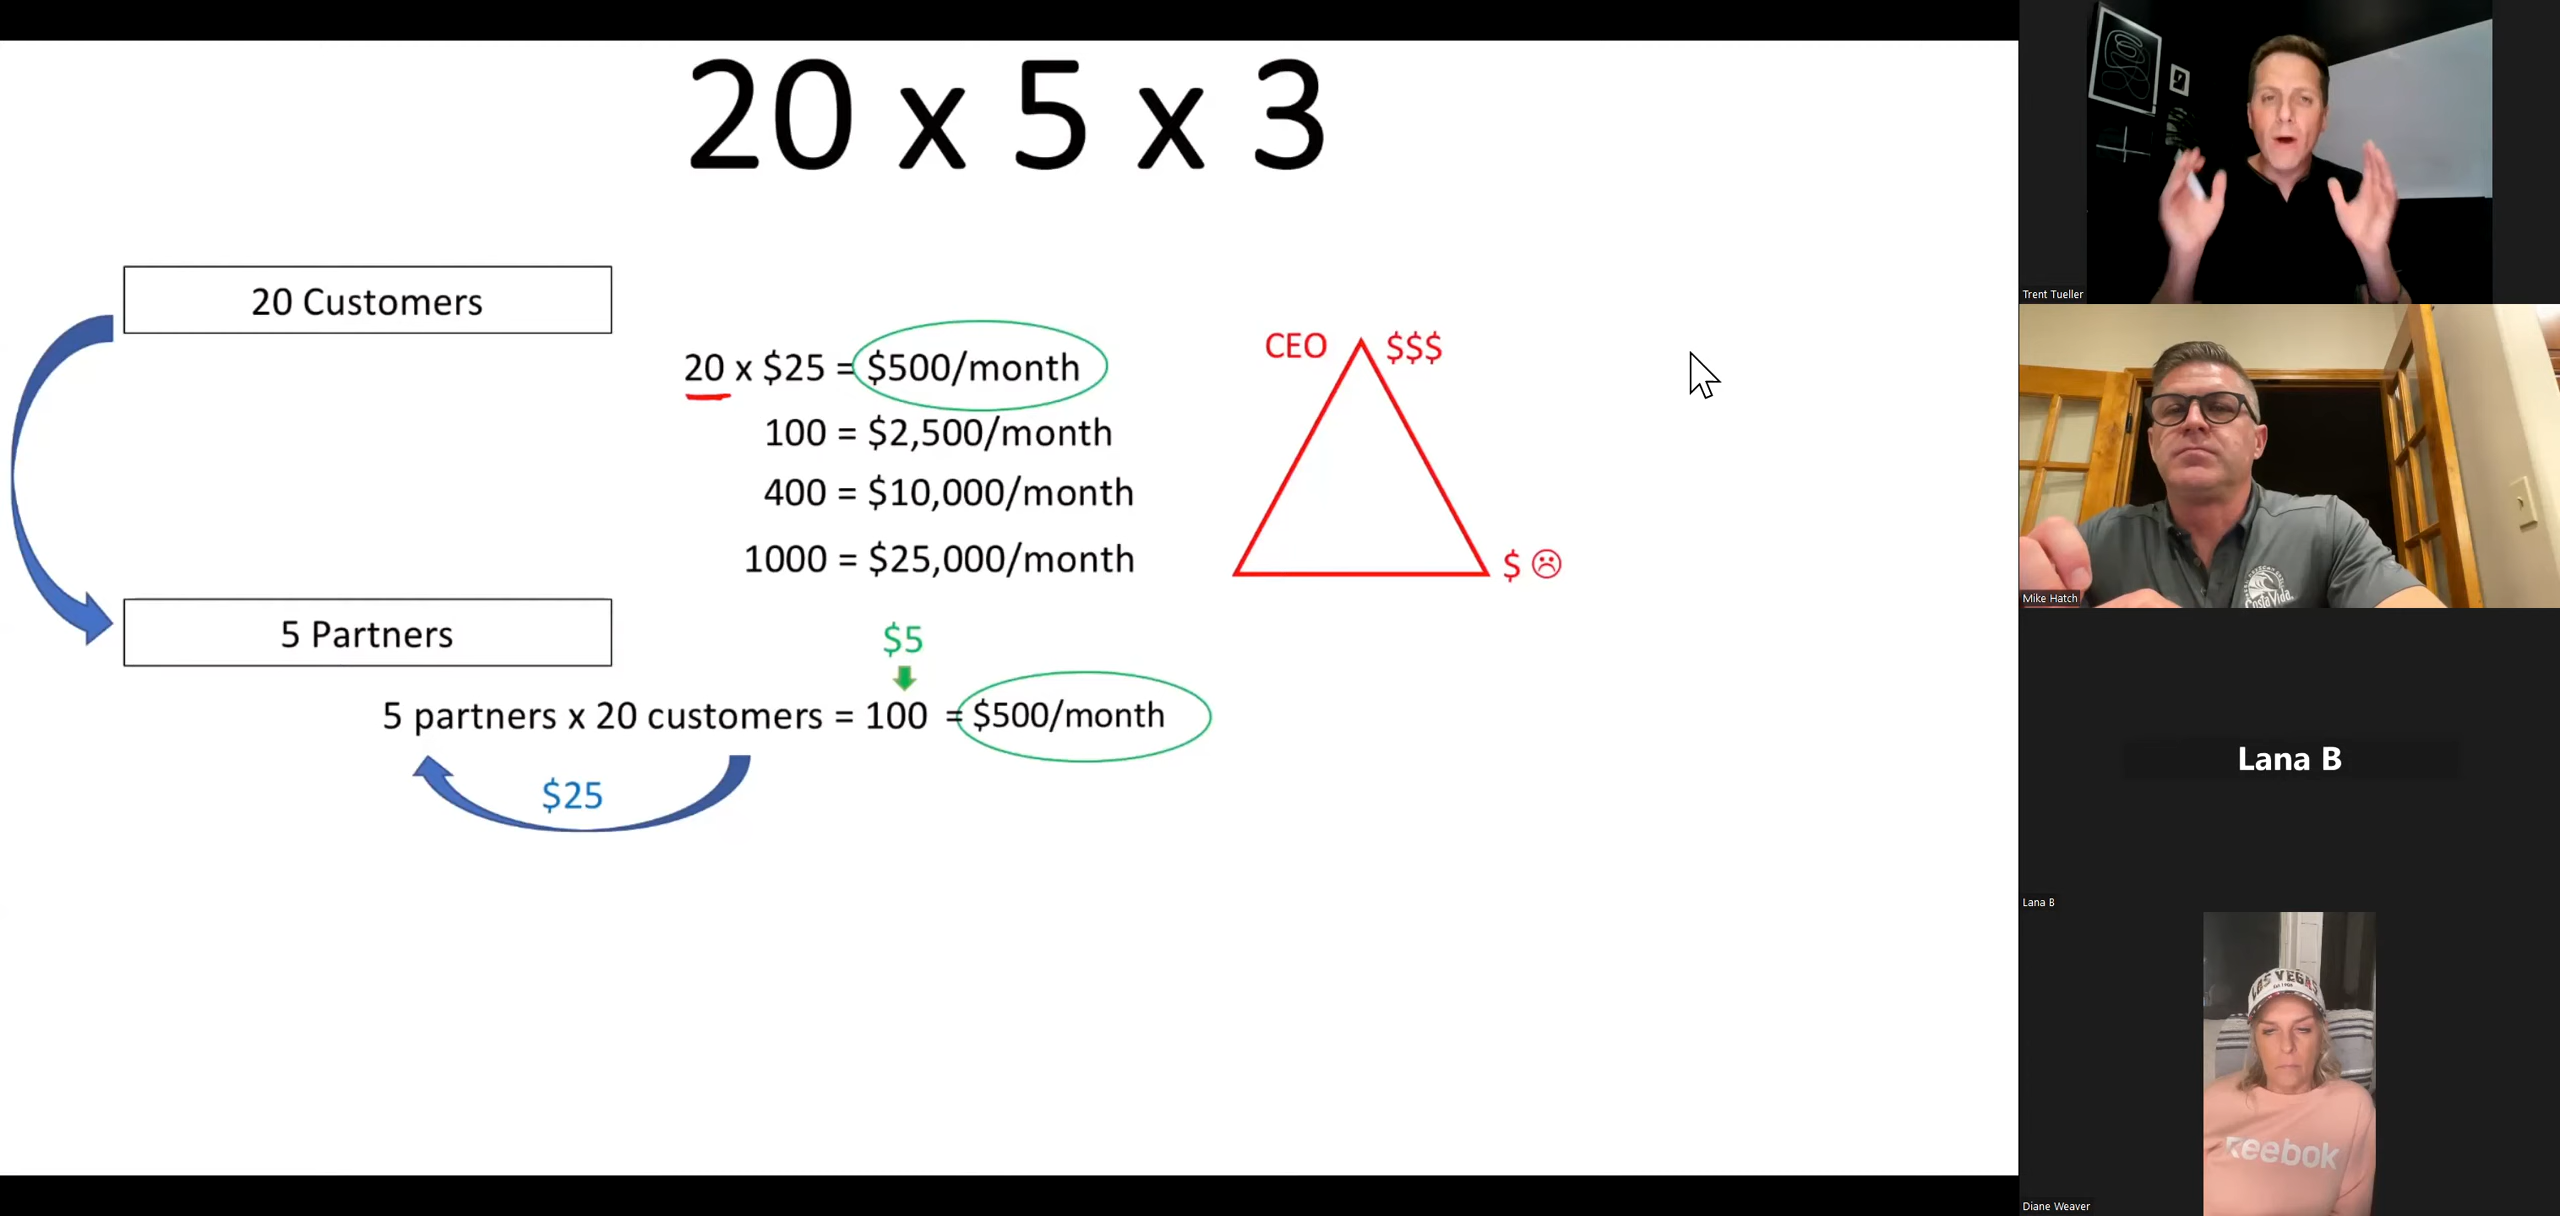 20 x 5 x 3
20 Customers
20 x $25 = $500/month
100 = $2,500/month
400 = $10,000/month
1000 = $25,000/month
CEO
$$$
$ ☹
5 Partners
$5
5 partners x 20 customers = 100 = $500/month
$25
Trent Tueller
Costa Vida
Mike Hatch
Lana B
Lana B
LAS VEGAS
Reebok
Diane Weaver